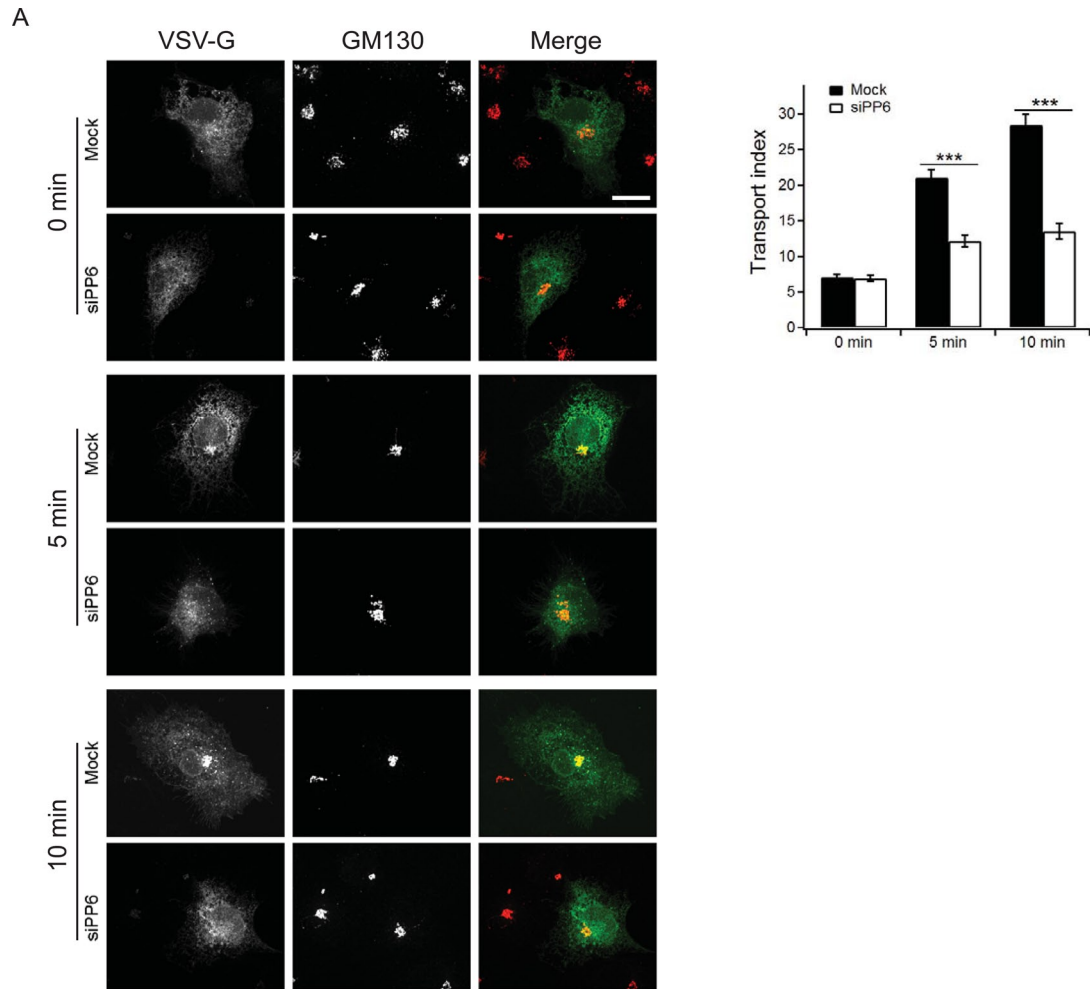 A
VSV-G GM130 Merge
0 min
Mock
siPP6
5 min
Mock
siPP6
10 min
Mock
siPP6
Mock
siPP6
Transport index
30
25
20
15
10
5
0
***
***
0 min 5 min 10 min